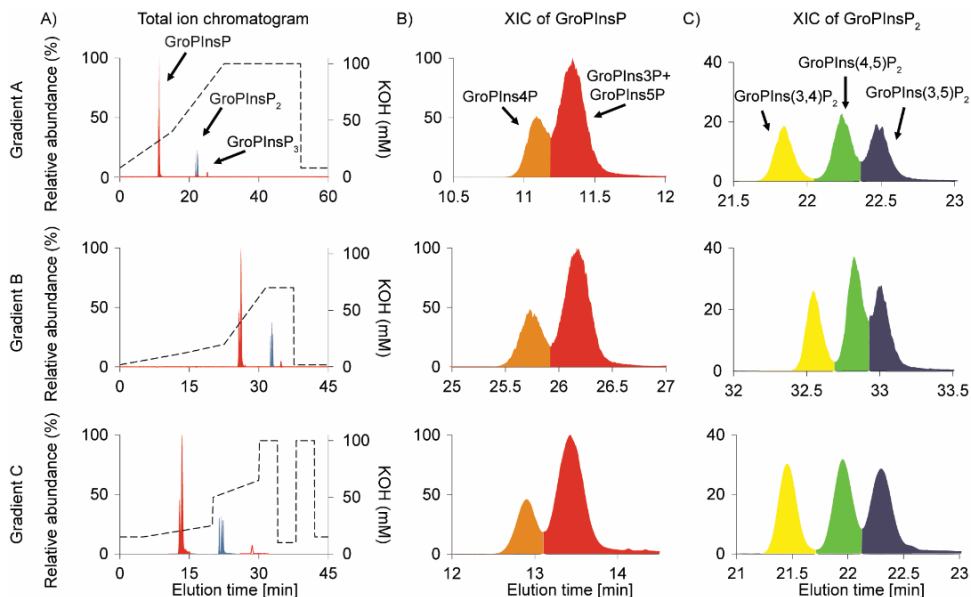 A) Total ion chromatogram
B) XIC of GroPInsP
C) XIC of GroPInsP₂
Gradient A
Relative abundance (%)
100
50
0
GroPInsP
GroPInsP₂
GroPInsP₃
100
50
0
KOH (mM)
0 20 40 60
100
50
0
GroPIns4P
GroPIns3P+
GroPIns5P
10.5 11 11.5 12
40
20
0
GroPIns(3,4)P₂
GroPIns(4,5)P₂
GroPIns(3,5)P₂
21.5 22 22.5 23
Gradient B
Relative abundance (%)
100
50
0
100
50
0
KOH (mM)
0 15 30 45
100
50
0
25 25.5 26 26.5 27
40
20
0
32 32.5 33 33.5
Gradient C
Relative abundance (%)
100
50
0
100
50
0
KOH (mM)
0 15 30 45
Elution time [min]
100
50
0
12 13 14
Elution time [min]
40
20
0
21 21.5 22 22.5 23
Elution time [min]